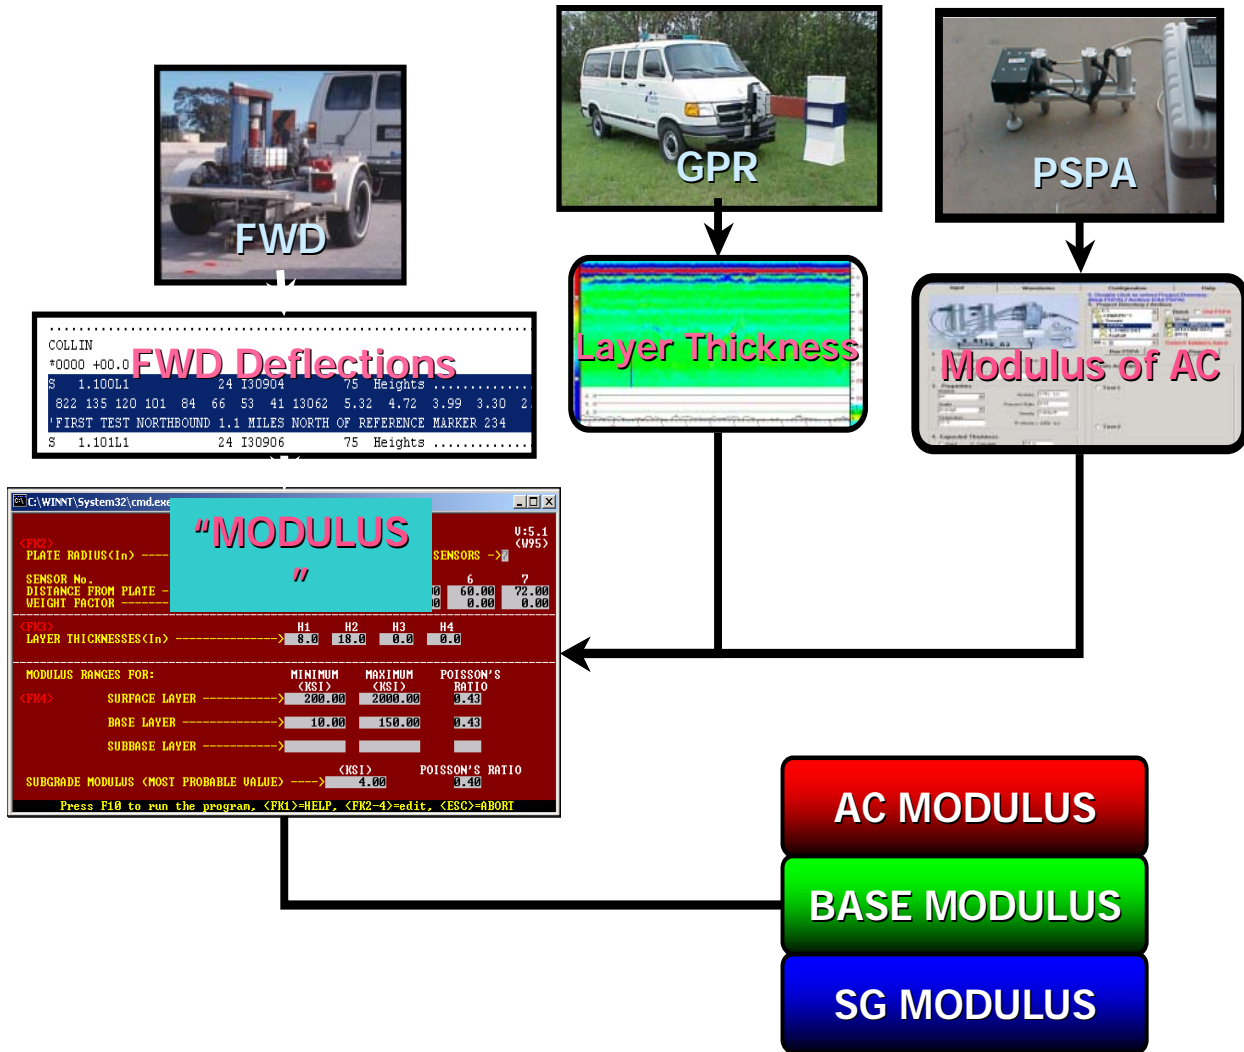 FWD
GPR
PSPA
..................................................
COLLIN
*0000 +00.0
FWD Deflections
S 1.100L1 24 I30904 75 Heights .............
822 135 120 101 84 66 53 41 13062 5.32 4.72 3.99 3.30 2.
'FIRST TEST NORTHBOUND 1.1 MILES NORTH OF REFERENCE MARKER 234
S 1.101L1 24 I30906 75 Heights .............
Layer Thickness
Input Waveforms Configuration Help
Modulus of AC
C:\WINNT\System32\cmd.exe
"MODULUS
"
V:5.1
<FK2> (W95)
PLATE RADIUS(In) ---- SENSORS ->7
SENSOR No. 6 7
DISTANCE FROM PLATE - 60.00 72.00
WEIGHT FACTOR ------- 0.00 0.00
<FK3> H1 H2 H3 H4
LAYER THICKNESSES(In) ---------------> 8.0 18.0 0.0 0.0
MODULUS RANGES FOR: MINIMUM MAXIMUM POISSON'S
(KSI) (KSI) RATIO
<FK4> SURFACE LAYER -----------> 200.00 2000.00 0.43
BASE LAYER --------------> 10.00 150.00 0.43
SUBBASE LAYER ----------->
(KSI) POISSON'S RATIO
SUBGRADE MODULUS (MOST PROBABLE VALUE) ----> 4.00 0.40
Press F10 to run the program, <FK1>=HELP, <FK2-4>=edit, <ESC>=ABORT
AC MODULUS
BASE MODULUS
SG MODULUS